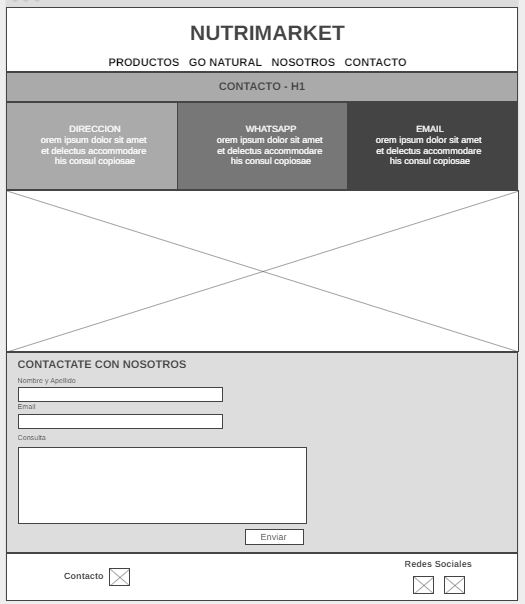 NUTRIMARKET
PRODUCTOS GO NATURAL NOSOTROS CONTACTO
CONTACTO - H1
DIRECCION
orem ipsum dolor sit amet
et delectus accommodare
his consul copiosae
WHATSAPP
orem ipsum dolor sit amet
et delectus accommodare
his consul copiosae
EMAIL
orem ipsum dolor sit amet
et delectus accommodare
his consul copiosae
CONTACTATE CON NOSOTROS
Nombre y Apellido
Email
Consulta
Enviar
Contacto
Redes Sociales